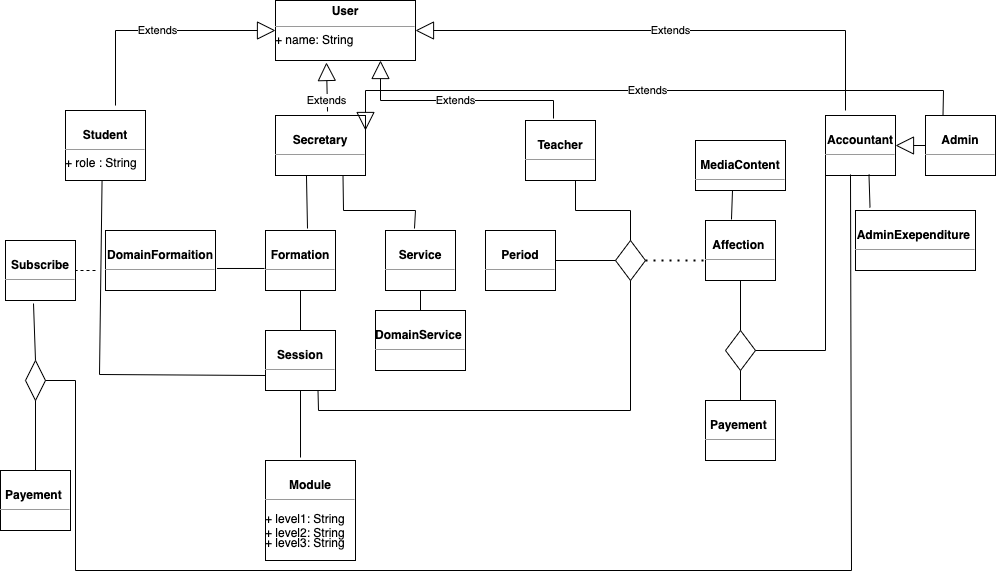 User
+ name: String
Extends
Extends
Extends
Extends
Extends
Student
+ role : String
Secretary
Teacher
Accountant
Admin
MediaContent
AdminExependiture
Subscribe
DomainFormaition
Formation
Service
Period
Affection
DomainService
Session
Payement
Payement
Module
+ level1: String
+ level2: String
+ level3: String